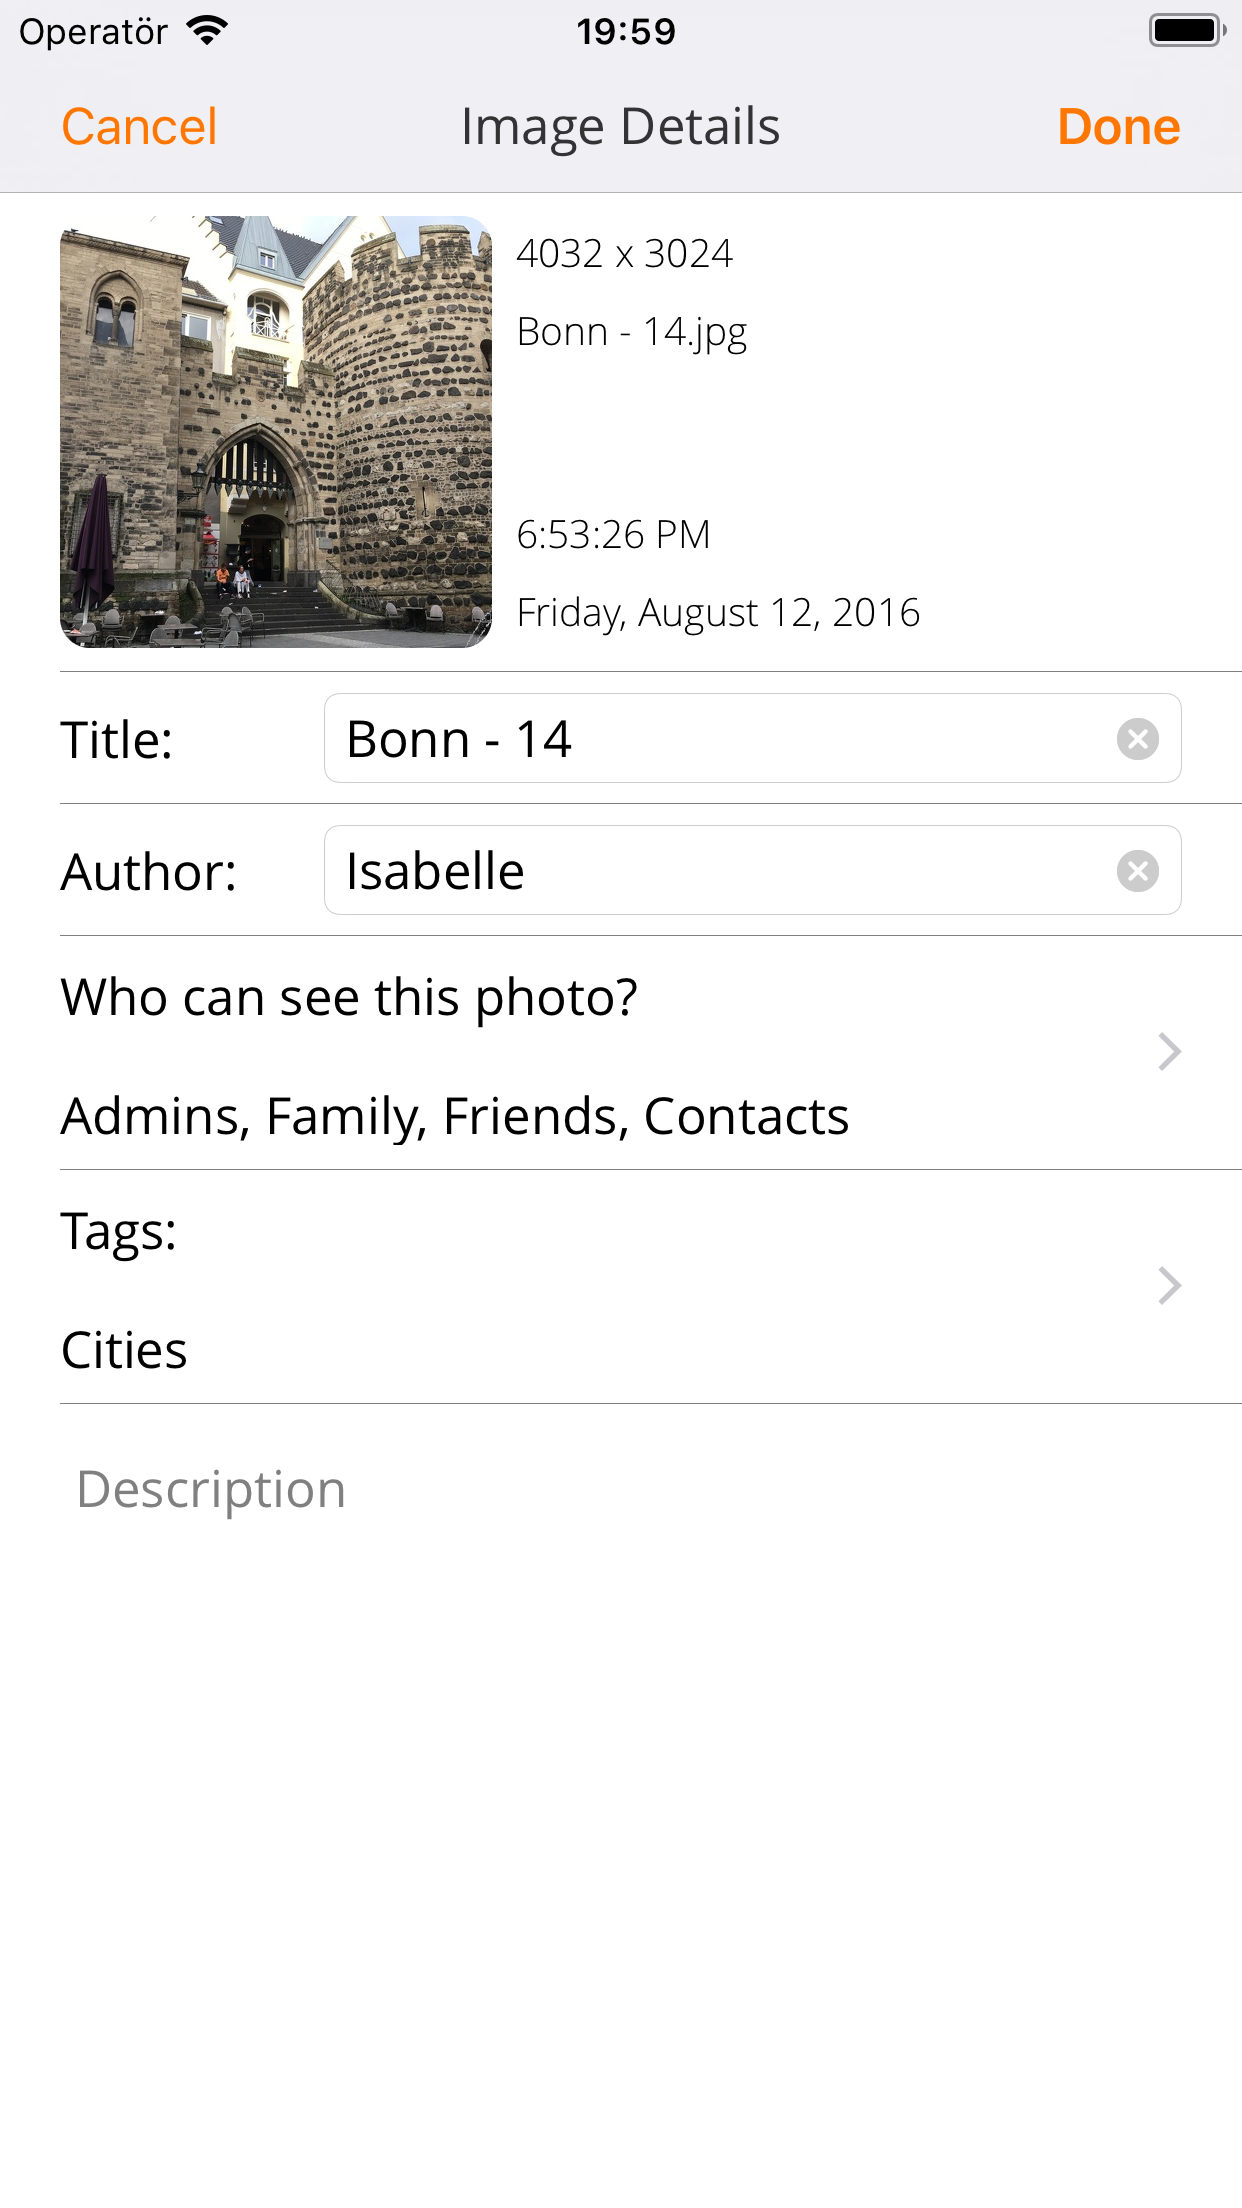 Operatör 19:59
Cancel Image Details Done
4032 x 3024
Bonn - 14.jpg
6:53:26 PM
Friday, August 12, 2016
Title: Bonn - 14
Author: Isabelle
Who can see this photo?
Admins, Family, Friends, Contacts
Tags:
Cities
Description